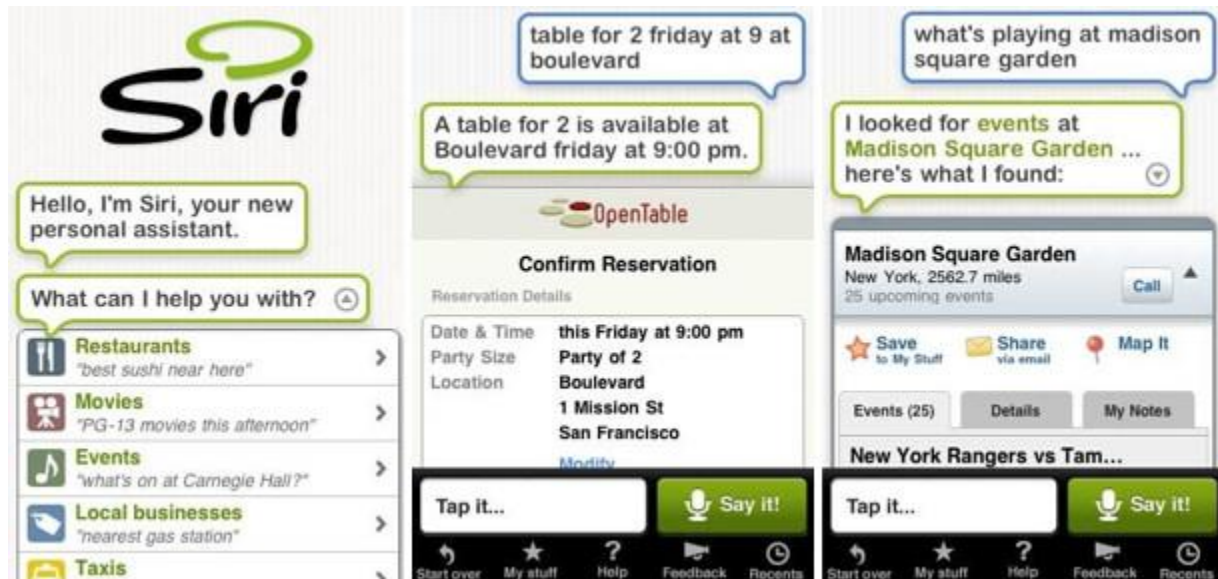 Siri
Hello, I'm Siri, your new
personal assistant.
What can I help you with?
Restaurants
"best sushi near here"
Movies
"PG-13 movies this afternoon"
Events
"what's on at Carnegie Hall?"
Local businesses
"nearest gas station"
Taxis
table for 2 friday at 9 at
boulevard
A table for 2 is available at
Boulevard friday at 9:00 pm.
OpenTable
Confirm Reservation
Reservation Details
Date & Time this Friday at 9:00 pm
Party Size Party of 2
Location Boulevard
1 Mission St
San Francisco
Modify
Tap it... Say it!
Start over My stuff Help Feedback Recents
what's playing at madison
square garden
I looked for events at
Madison Square Garden ...
here's what I found:
Madison Square Garden
New York, 2562.7 miles
25 upcoming events
Call
Save Share Map It
to My Stuff via email
Events (25) Details My Notes
New York Rangers vs Tam...
Tap it... Say it!
Start over My stuff Help Feedback Recents